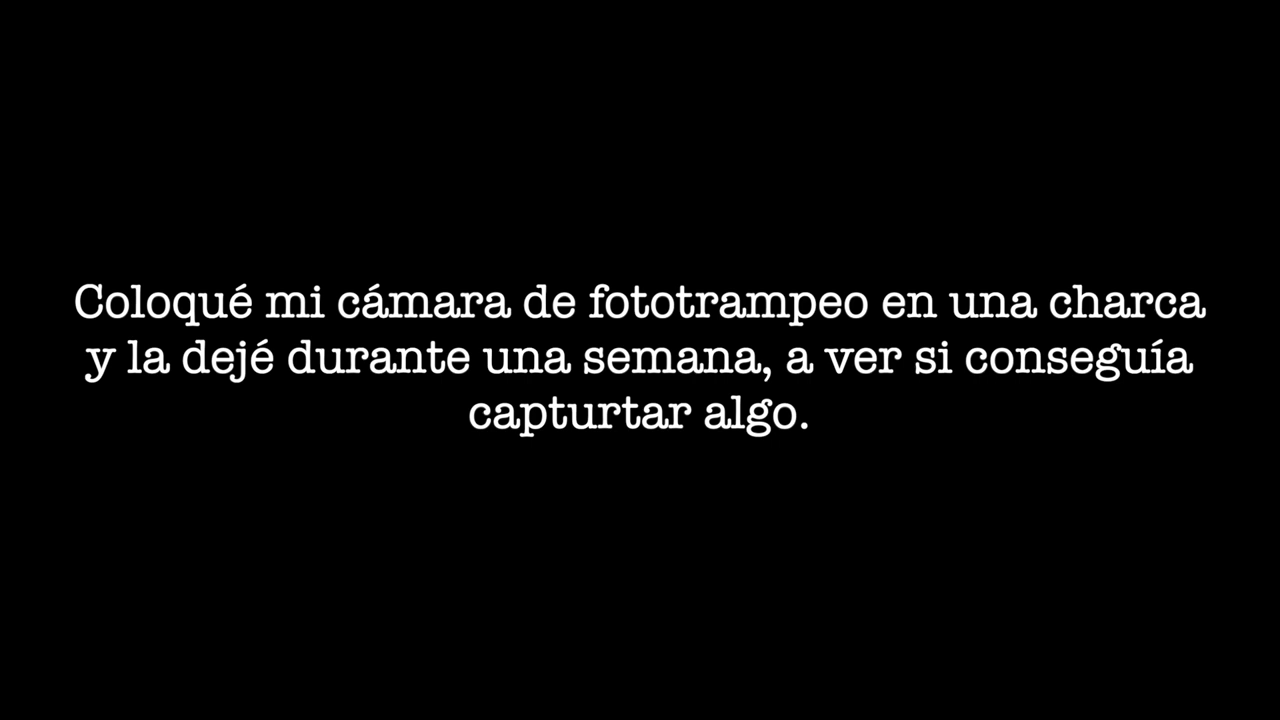 Coloqué mi cámara de fototrampeo en una charca
y la dejé durante una semana, a ver si conseguía
capturtar algo.